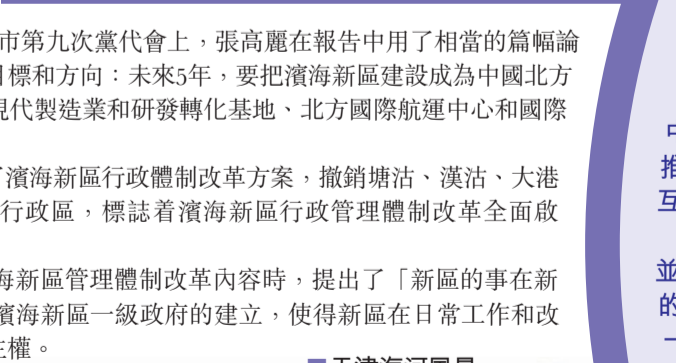 市第九次黨代會上，張高麗在報告中用了相當的篇幅論
目標和方向：未來5年，要把濱海新區建設成為中國北方
現代製造業和研發轉化基地、北方國際航運中心和國際
濱海新區行政體制改革方案，撤銷塘沽、漢沽、大港
行政區，標誌着濱海新區行政管理體制改革全面啟
海新區管理體制改革內容時，提出了「新區的事在新
濱海新區一級政府的建立，使得新區在日常工作和改
主權。
推
互
並
的